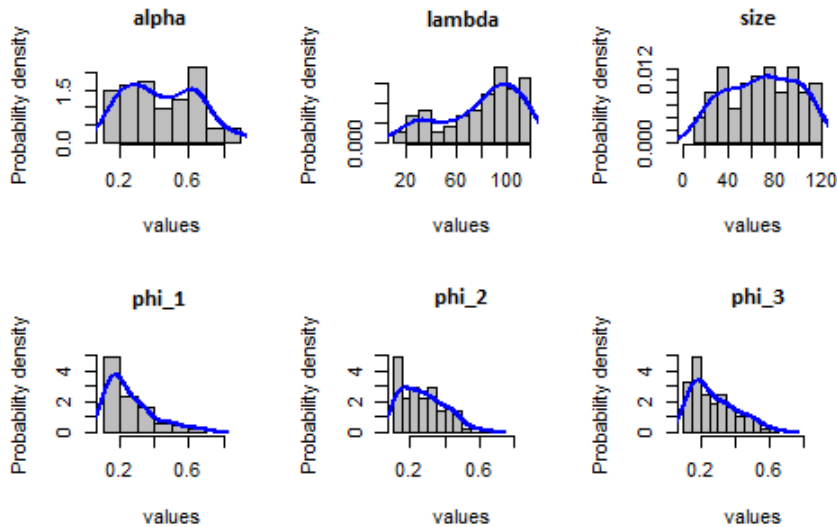 alpha
Probability density
0.0 1.5
0.2 0.6
values
lambda
Probability density
0.000
20 60 100
values
size
Probability density
0.000 0.012
0 40 80 120
values
phi_1
Probability density
0 2 4
0.2 0.6
values
phi_2
Probability density
0 2 4
0.2 0.6
values
phi_3
Probability density
0 2 4
0.2 0.6
values